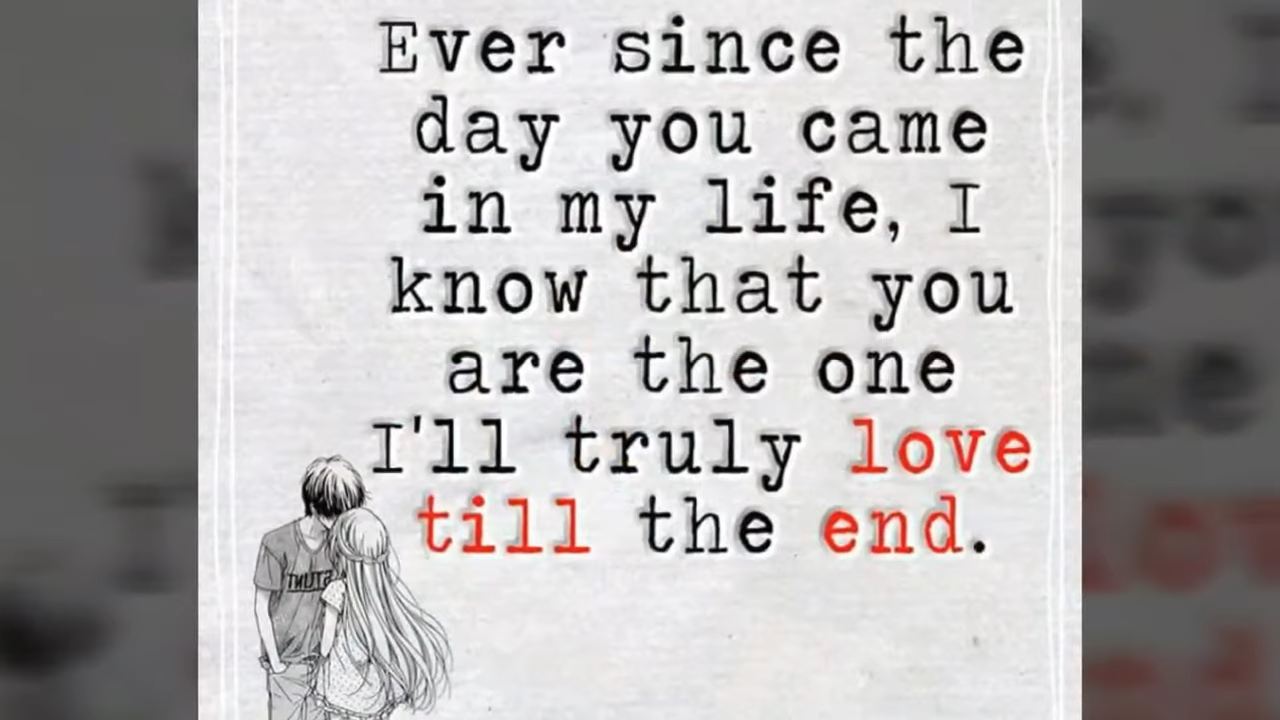 Ever since the
day you came
in my life, I
know that you
are the one
I'll truly love
till the end.